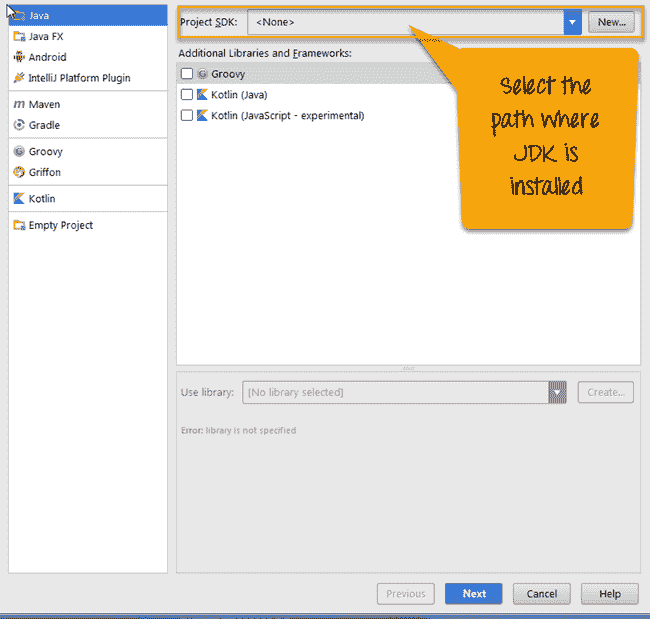 Java
Java FX
Android
IntelliJ Platform Plugin
Maven
Gradle
Groovy
Griffon
Kotlin
Empty Project
Project SDK: <None> New...
Additional Libraries and Frameworks:
Groovy
Kotlin (Java)
Kotlin (JavaScript - experimental)
Select the
path where
JDK is
installed
Use library: [No library selected] Create...
Error: library is not specified
Previous Next Cancel Help